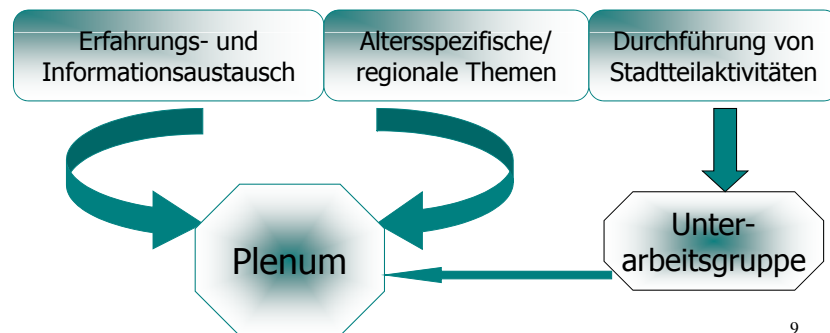 Erfahrungs- und
Informationsaustausch
Altersspezifische/
regionale Themen
Durchführung von
Stadtteilaktivitäten
Plenum
Unter-
arbeitsgruppe
9